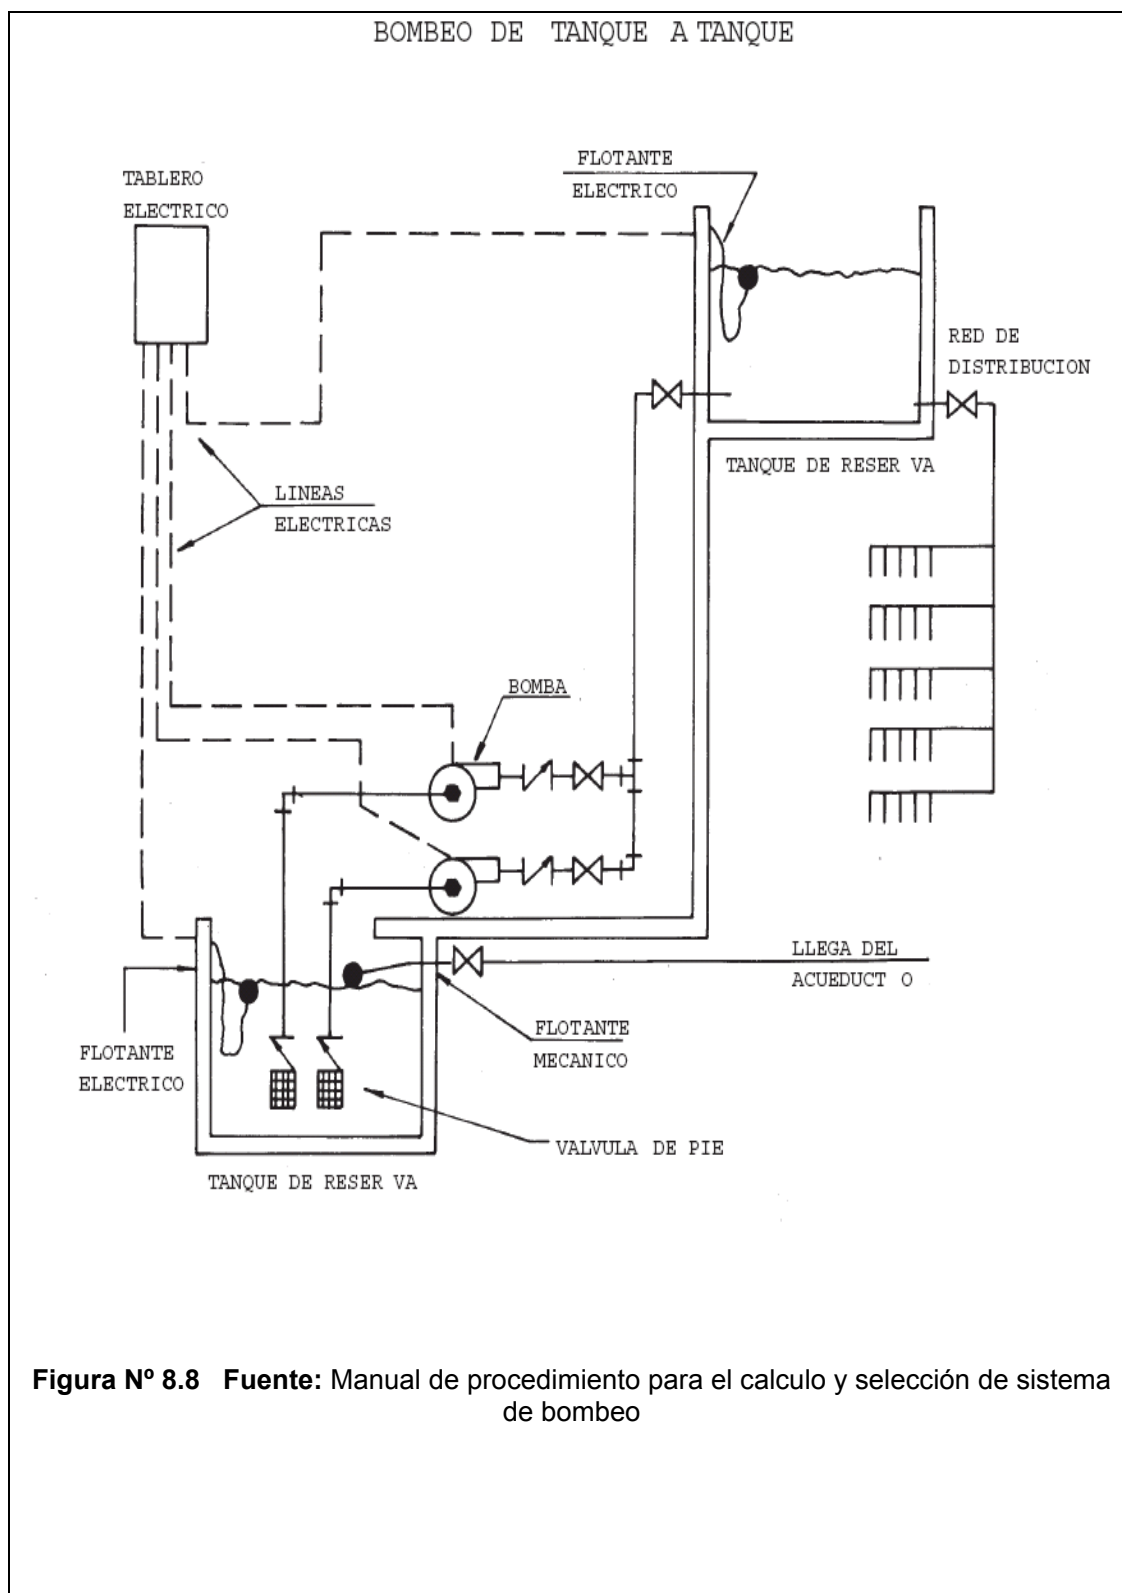 BOMBEO DE TANQUE A TANQUE
FLOTANTE
ELECTRICO
TABLERO
ELECTRICO
RED DE
DISTRIBUCION
TANQUE DE RESER VA
LINEAS
ELECTRICAS
BOMBA
LLEGA DEL
ACUEDUCT O
FLOTANTE
MECANICO
FLOTANTE
ELECTRICO
VALVULA DE PIE
TANQUE DE RESER VA
Figura Nº 8.8 Fuente: Manual de procedimiento para el calculo y selección de sistema
de bombeo